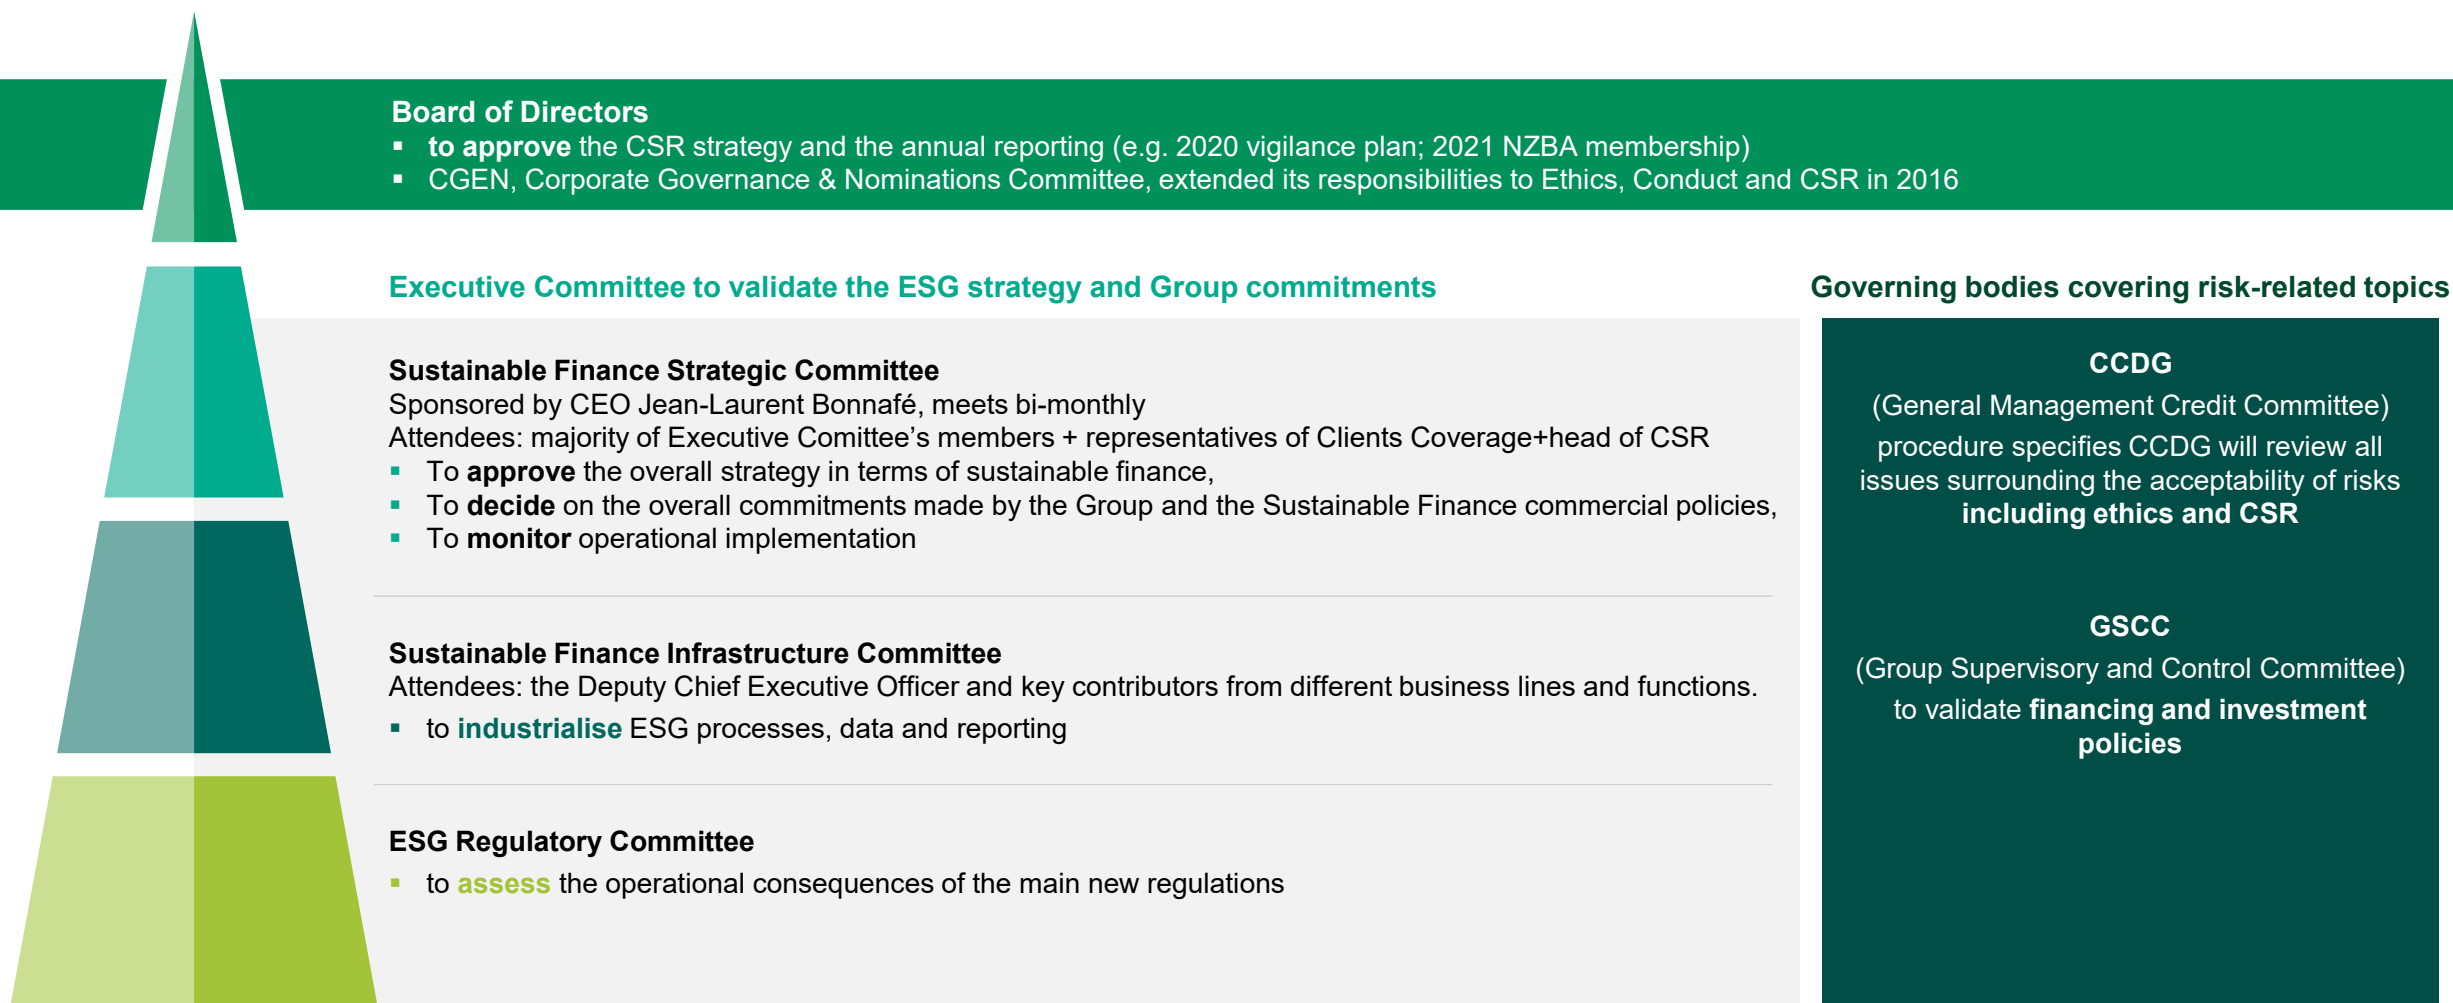 Board of Directors
▪ to approve the CSR strategy and the annual reporting (e.g. 2020 vigilance plan; 2021 NZBA membership)
▪ CGEN, Corporate Governance & Nominations Committee, extended its responsibilities to Ethics, Conduct and CSR in 2016
Executive Committee to validate the ESG strategy and Group commitments
Sustainable Finance Strategic Committee
Sponsored by CEO Jean-Laurent Bonnafé, meets bi-monthly
Attendees: majority of Executive Comittee’s members + representatives of Clients Coverage+head of CSR
▪ To approve the overall strategy in terms of sustainable finance,
▪ To decide on the overall commitments made by the Group and the Sustainable Finance commercial policies,
▪ To monitor operational implementation
Sustainable Finance Infrastructure Committee
Attendees: the Deputy Chief Executive Officer and key contributors from different business lines and functions.
▪ to industrialise ESG processes, data and reporting
ESG Regulatory Committee
▪ to assess the operational consequences of the main new regulations
Governing bodies covering risk-related topics
CCDG
(General Management Credit Committee)
procedure specifies CCDG will review all
issues surrounding the acceptability of risks
including ethics and CSR
GSCC
(Group Supervisory and Control Committee)
to validate financing and investment
policies